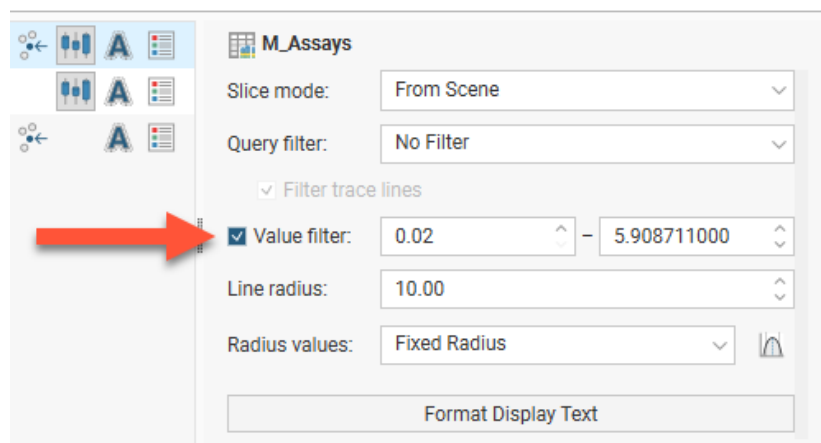 M_Assays
Slice mode: From Scene
Query filter: No Filter
Filter trace lines
Value filter: 0.02 – 5.908711000
Line radius: 10.00
Radius values: Fixed Radius
Format Display Text